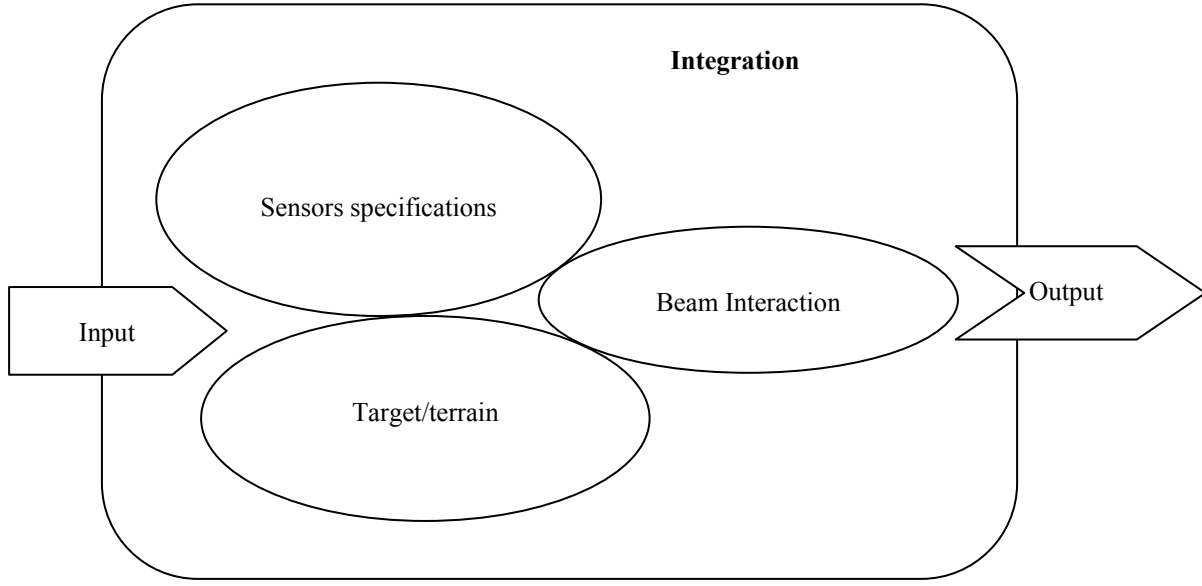 Integration
Sensors specifications
Beam Interaction
Output
Input
Target/terrain